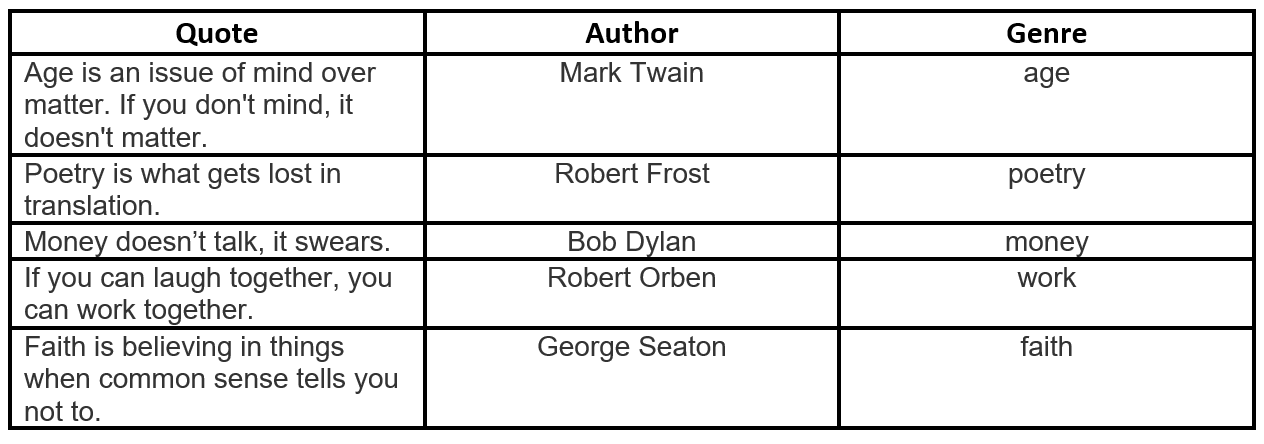 Quote Author Genre
Age is an issue of mind over Mark Twain age
matter. If you don't mind, it
doesn't matter.
Poetry is what gets lost in Robert Frost poetry
translation.
Money doesn’t talk, it swears. Bob Dylan money
If you can laugh together, you Robert Orben work
can work together.
Faith is believing in things George Seaton faith
when common sense tells you
not to.